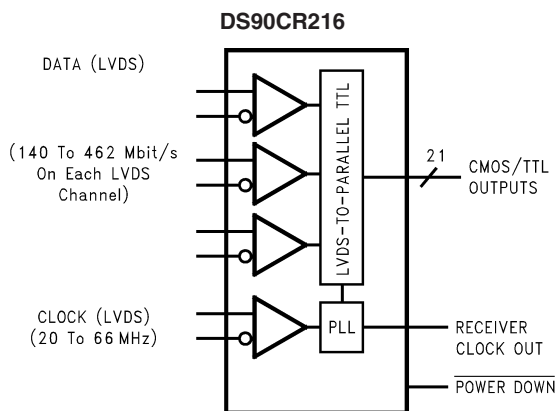 DS90CR216
DATA (LVDS)
(140 To 462 Mbit/s
On Each LVDS
Channel)
LVDS-TO-PARALLEL TTL
21
CMOS/TTL
OUTPUTS
CLOCK (LVDS)
(20 To 66 MHz)
PLL
RECEIVER
CLOCK OUT
POWER DOWN